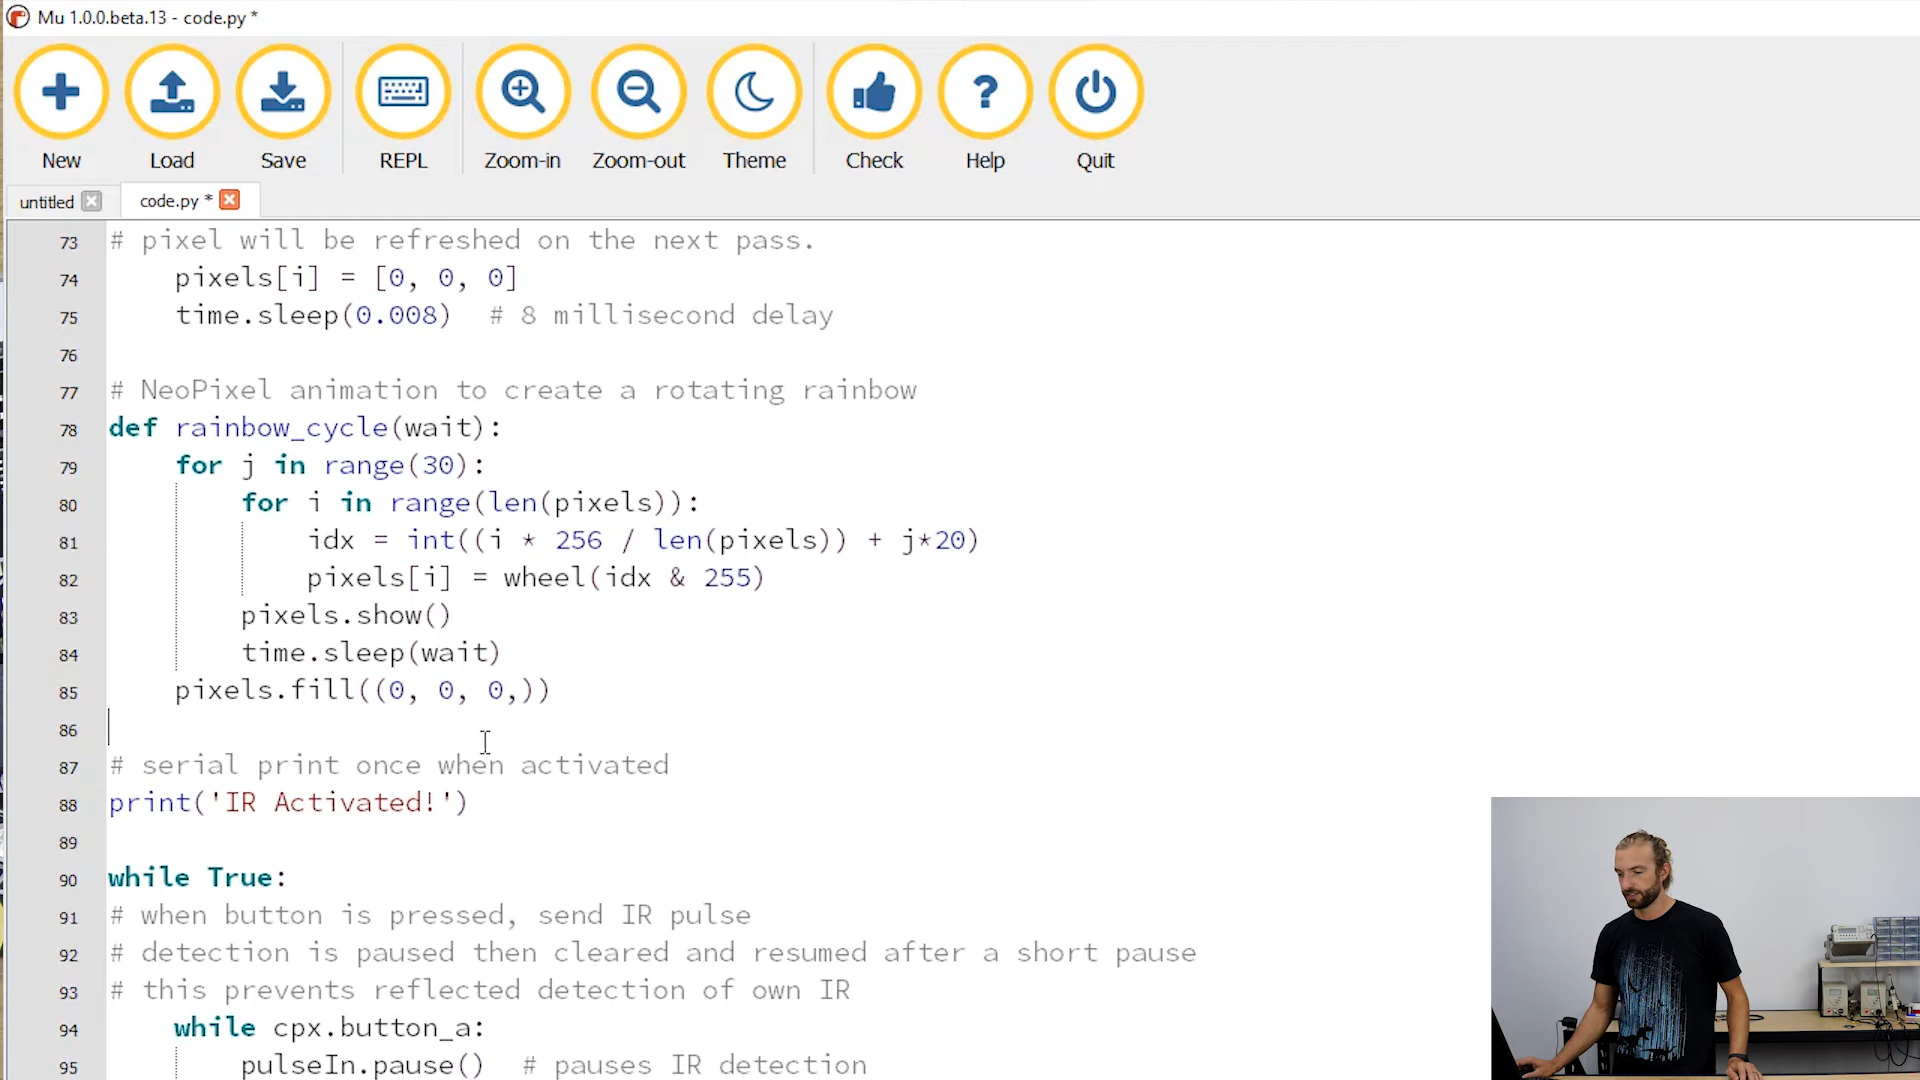 Mu 1.0.0.beta.13 - code.py *
New Load Save REPL Zoom-in Zoom-out Theme Check Help Quit
untitled code.py *
73 # pixel will be refreshed on the next pass.
74 pixels[i] = [0, 0, 0]
75 time.sleep(0.008)  # 8 millisecond delay
76
77 # NeoPixel animation to create a rotating rainbow
78 def rainbow_cycle(wait):
79 for j in range(30):
80 for i in range(len(pixels)):
81 idx = int((i * 256 / len(pixels)) + j*20)
82 pixels[i] = wheel(idx & 255)
83 pixels.show()
84 time.sleep(wait)
85 pixels.fill((0, 0, 0,))
86
87 # serial print once when activated
88 print('IR Activated!')
89
90 while True:
91 # when button is pressed, send IR pulse
92 # detection is paused then cleared and resumed after a short pause
93 # this prevents reflected detection of own IR
94 while cpx.button_a:
95 pulseIn.pause()  # pauses IR detection